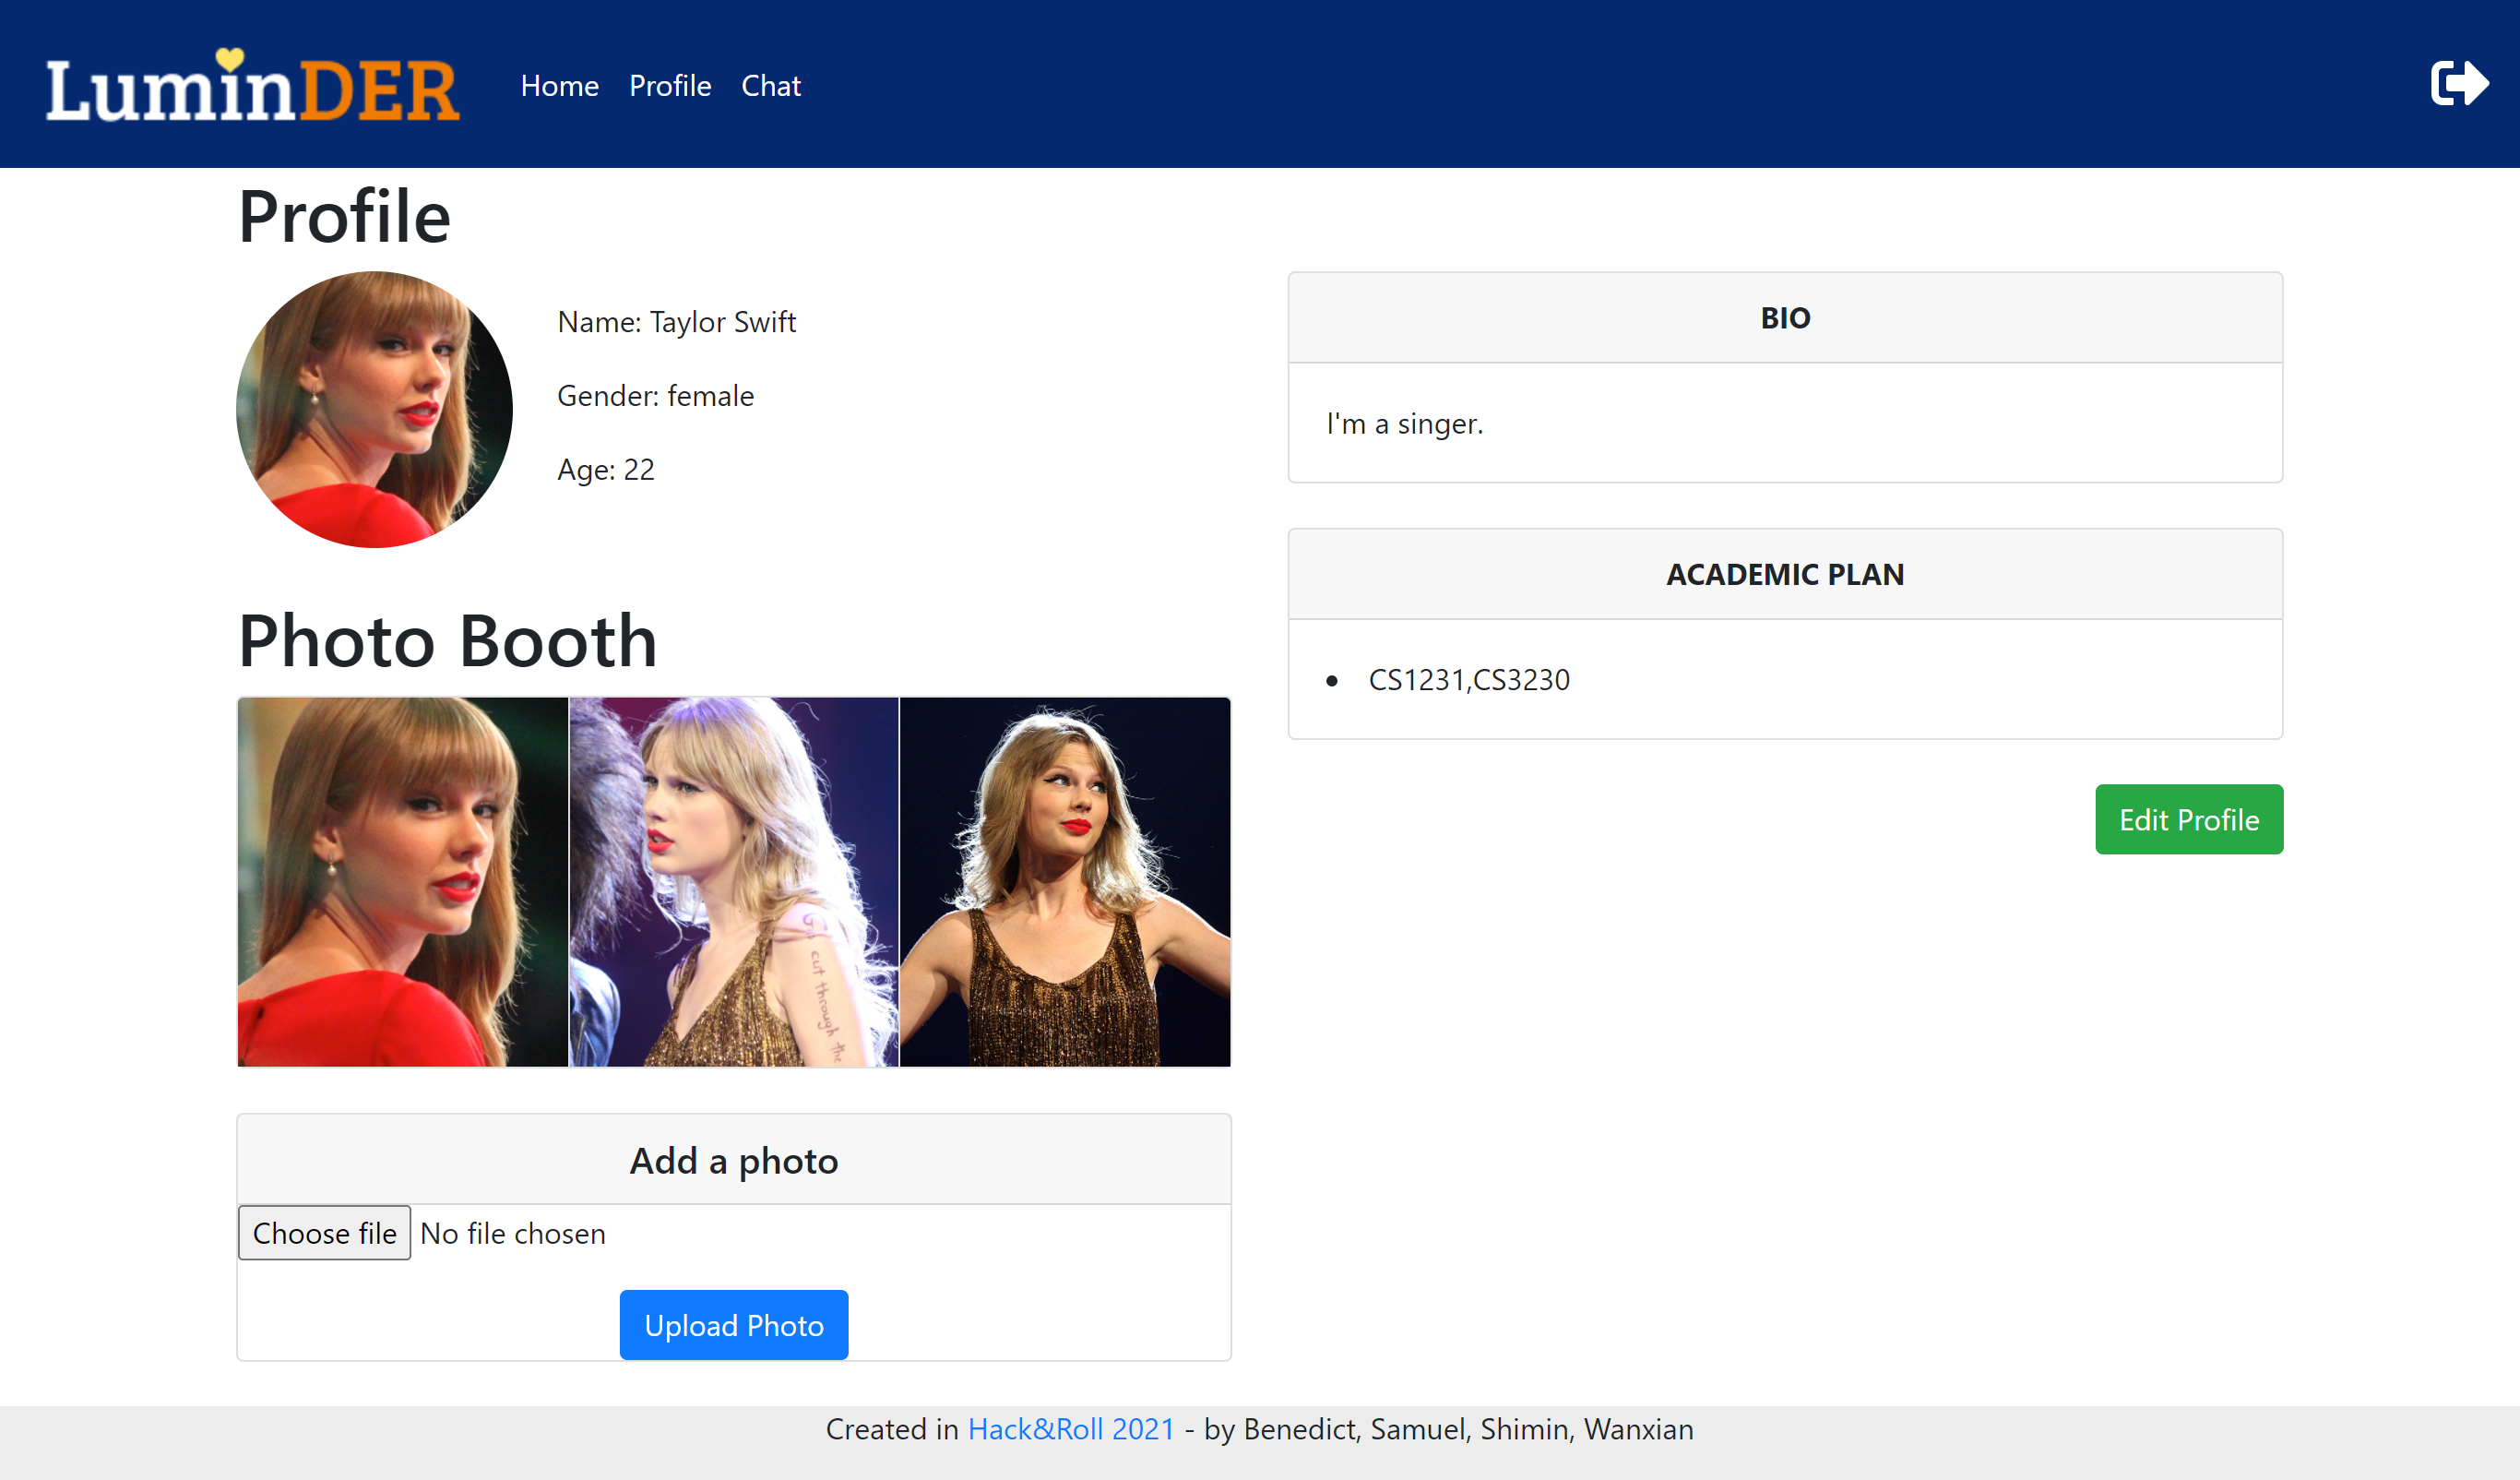 LuminDER
Home Profile Chat
Profile
Name: Taylor Swift
Gender: female
Age: 22
BIO
I'm a singer.
ACADEMIC PLAN
• CS1231,CS3230
Edit Profile
Photo Booth
cut through the
Add a photo
Choose file No file chosen
Upload Photo
Created in Hack&Roll 2021 - by Benedict, Samuel, Shimin, Wanxian